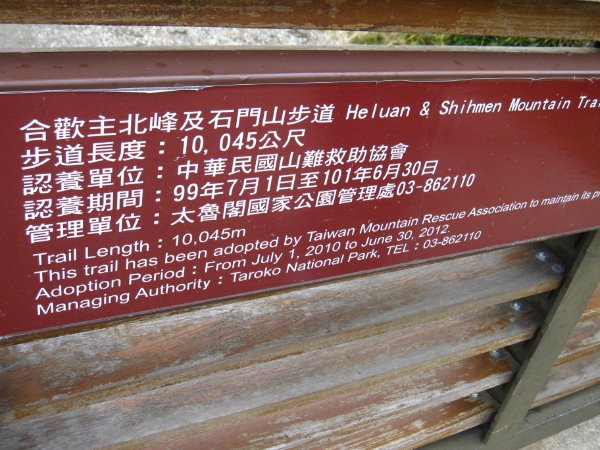 合歡主北峰及石門山步道 Heluan & Shihmen Mountain Trai
步道長度：10, 045公尺
認養單位：中華民國山難救助協會
認養期間：99年7月1日至101年6月30日
管理單位：太魯閣國家公園管理處03-862110
Trail Length：10,045m
This trail has been adopted by Taiwan Mountain Rescue Association to maintain its
Adoption Period：From July 1, 2010 to June 30, 2012.
Managing Authority：Taroko National Park, TEL：03-862110